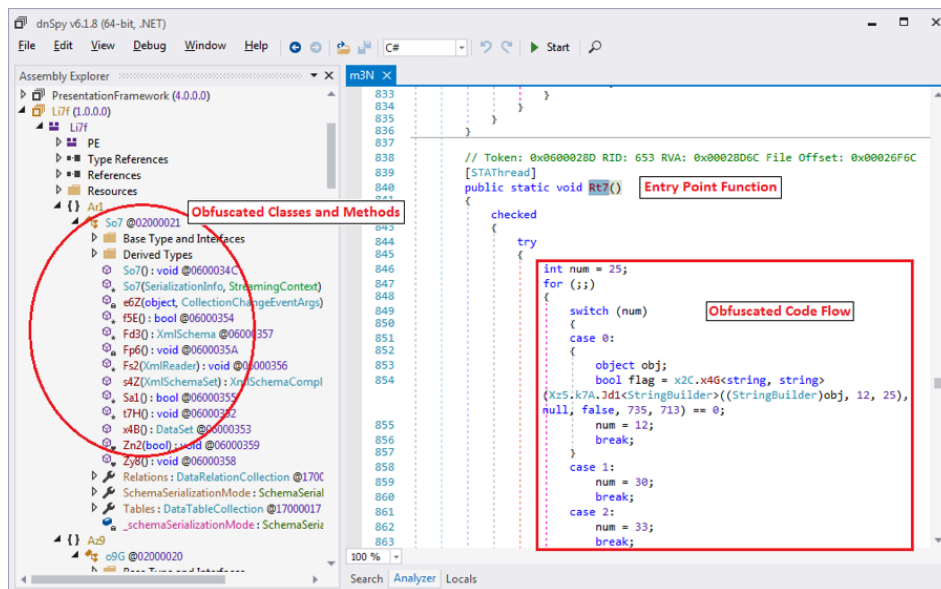 dnSpy v6.1.8 (64-bit, .NET)
File Edit View Debug Window Help C# Start
Assembly Explorer
PresentationFramework (4.0.0.0)
Li7f (1.0.0.0)
Li7f
PE
Type References
References
Resources
Ar1
So7 @02000021
Base Type and Interfaces
Derived Types
So7() : void @0600034C
So7(SerializationInfo, StreamingContext)
e6Z(object, CollectionChangeEventArgs)
f5E() : bool @06000354
Fd3() : XmlSchema @06000357
Fp6() : void @0600035A
Fs2(XmlReader) : void @06000356
s4Z(XmlSchemaSet) : XmlSchemaCompl
Sa1() : bool @06000355
t7H() : void @06000352
x4B() : DataSet @06000353
Zn2(bool) : void @06000359
Zy8() : void @06000358
Relations : DataRelationCollection @1700
SchemaSerializationMode : SchemaSerial
Tables : DataTableCollection @17000017
_schemaSerializationMode : SchemaSeria
Az9
o9G @02000020
Obfuscated Classes and Methods
m3N
833 }
834 }
835 }
836 }
837
838 // Token: 0x0600028D RID: 653 RVA: 0x00028D6C File Offset: 0x00026F6C
839 [STAThread]
840 public static void Rt7()
Entry Point Function
{
checked
843 {
844 try
845 {
846 int num = 25;
847 for (;;)
848 {
849 switch (num)
850 {
851 case 0:
852 {
853 object obj;
854 bool flag = x2C.x4G<string, string>
(Xz5.k7A.Jd1<StringBuilder>((StringBuilder)obj, 12, 25),
null, false, 735, 713) == 0;
855 num = 12;
856 break;
857 }
858 case 1:
859 num = 30;
860 break;
861 case 2:
862 num = 33;
863 break;
Obfuscated Code Flow
100 %
Search Analyzer Locals